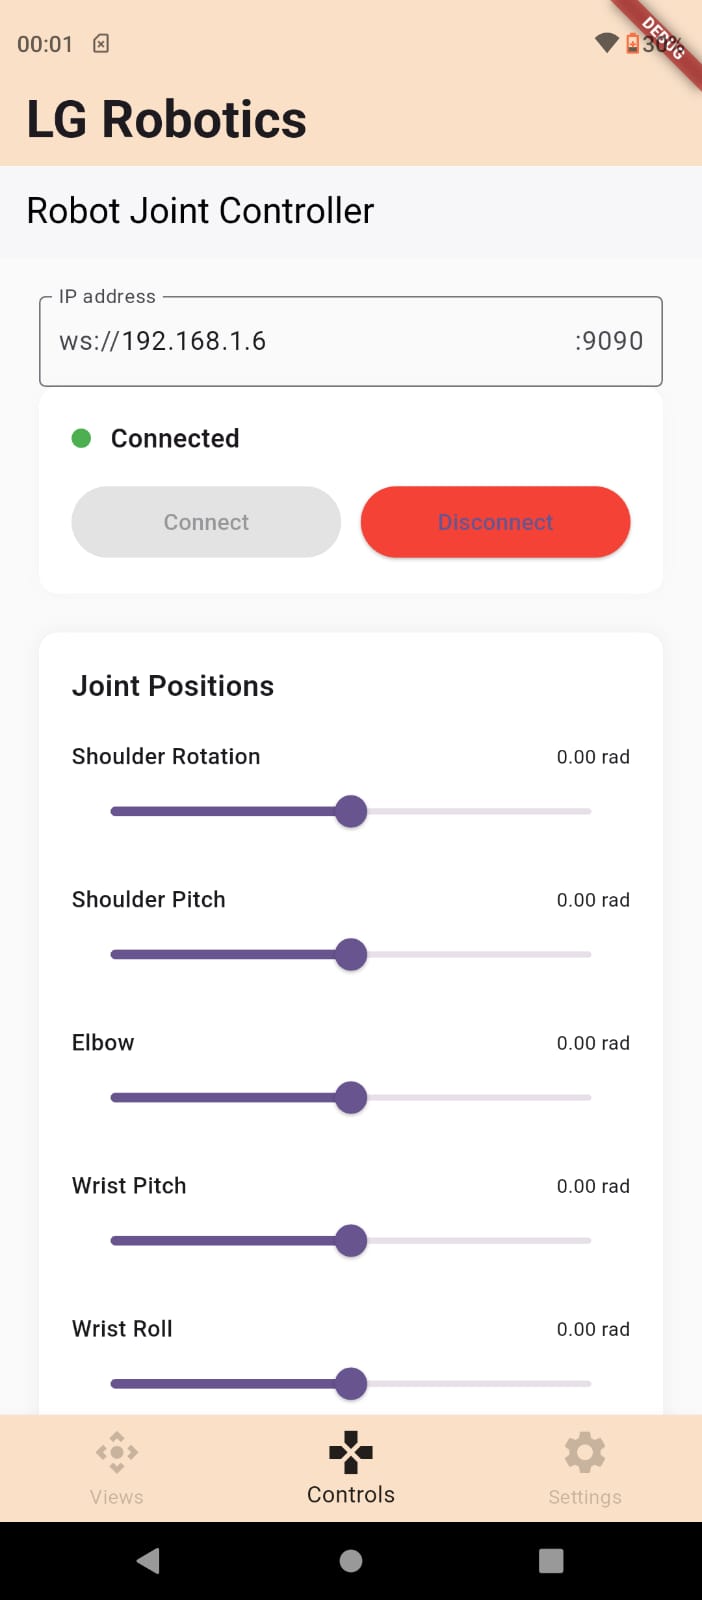 00:01
30%
DEBUG
LG Robotics
Robot Joint Controller
IP address
ws://192.168.1.6 :9090
Connected
Connect Disconnect
Joint Positions
Shoulder Rotation 0.00 rad
Shoulder Pitch 0.00 rad
Elbow 0.00 rad
Wrist Pitch 0.00 rad
Wrist Roll 0.00 rad
Views Controls Settings